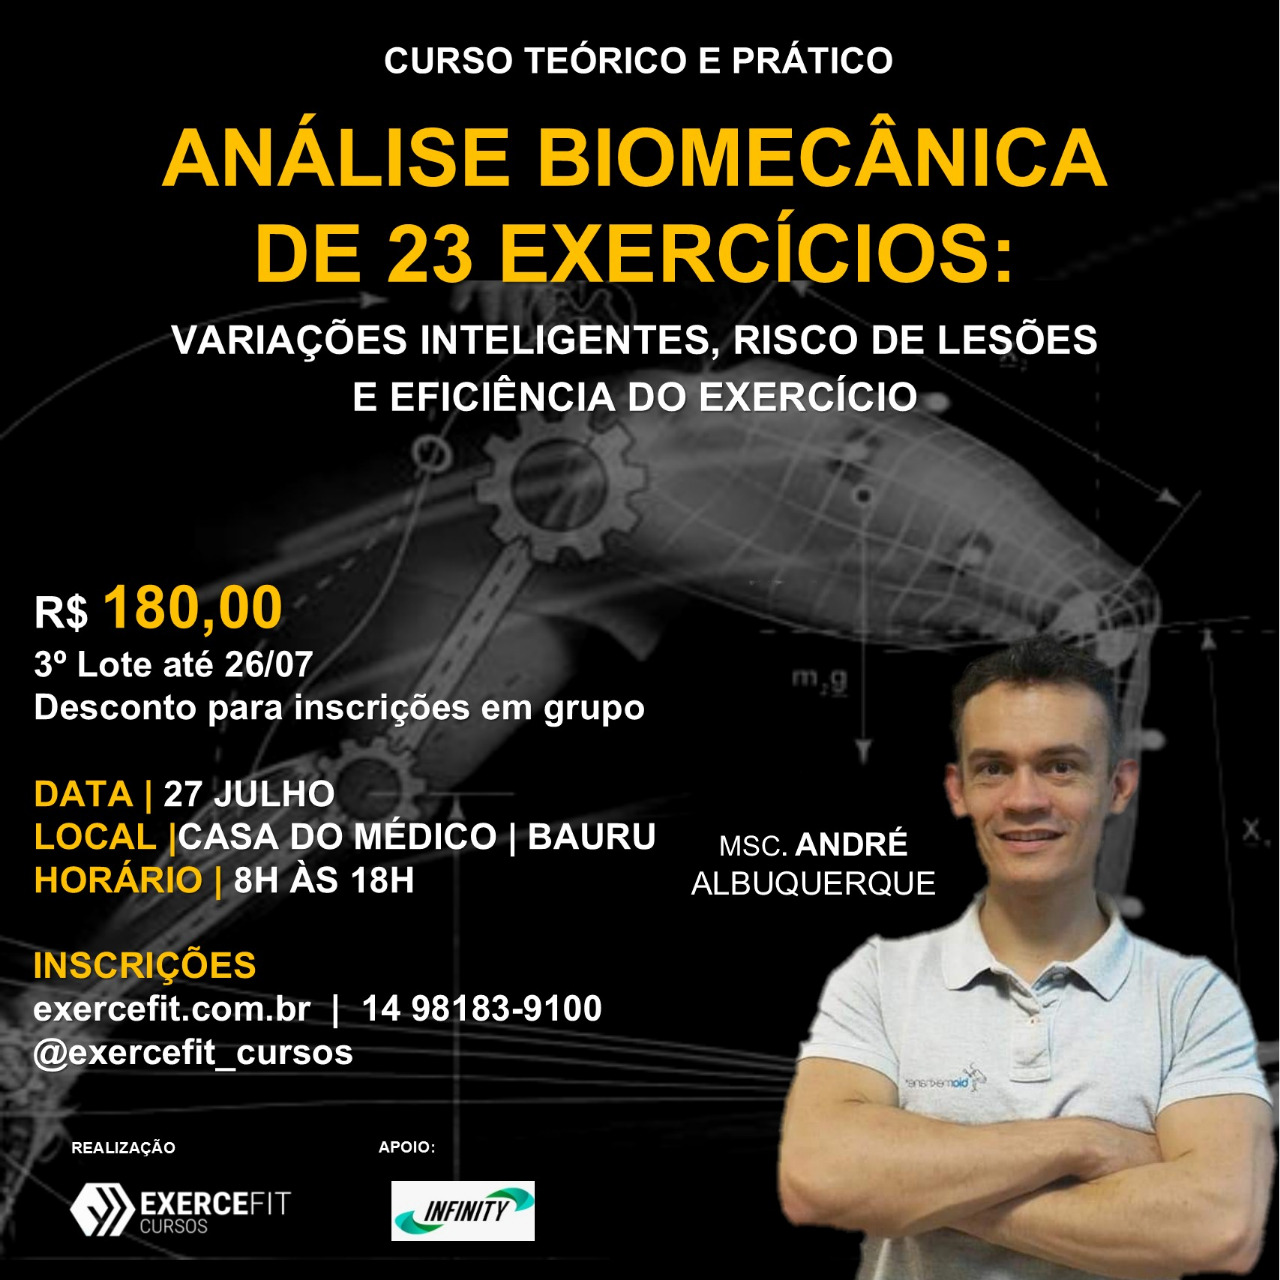 CURSO TEÓRICO E PRÁTICO
ANÁLISE BIOMECÂNICA
DE 23 EXERCÍCIOS:
VARIAÇÕES INTELIGENTES, RISCO DE LESÕES
E EFICIÊNCIA DO EXERCÍCIO
R$ 180,00
3º Lote até 26/07
Desconto para inscrições em grupo
DATA | 27 JULHO
LOCAL |CASA DO MÉDICO | BAURU
HORÁRIO | 8H ÀS 18H
MSC. ANDRÉ
ALBUQUERQUE
INSCRIÇÕES
exercefit.com.br | 14 98183-9100
@exercefit_cursos
REALIZAÇÃO
EXERCEFIT
CURSOS
APOIO:
INFINITY
m₂g